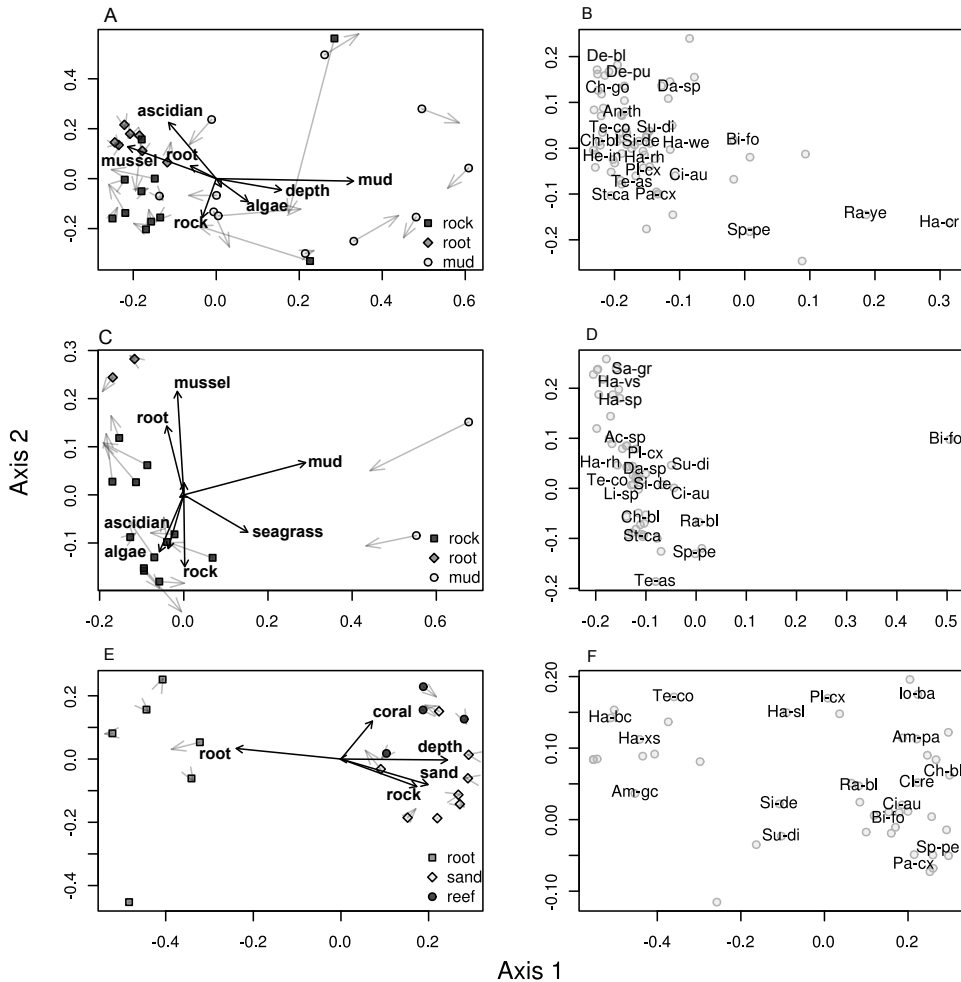 A
ascidian
mussel
root
mud
depth
algae
rock
rock
root
mud
0.4
0.2
0.0
-0.2
-0.2 0.0 0.2 0.4 0.6
B
De-bl
De-pu
Ch-go
Da-sp
An-th
Te-co Su-di
Ch-bl Si-de Ha-we Bi-fo
He-in Ha-rh
Pl-cx Ci-au
Te-as
St-ca Pa-cx
Ra-ye
Ha-cr
Sp-pe
0.2
0.1
0.0
-0.1
-0.2
-0.2 -0.1 0.0 0.1 0.2 0.3
C
mussel
root
mud
ascidian
seagrass
algae
rock
rock
root
mud
0.3
0.2
0.1
0.0
-0.1
-0.2
-0.2 0.0 0.2 0.4 0.6
D
Sa-gr
Ha-vs
Ha-sp
Ac-sp
Bi-fo
Pl-cx
Ha-rh Su-di
Da-sp
Te-co Si-de
Li-sp Ci-au
Ch-bl Ra-bl
St-ca
Sp-pe
Te-as
0.2
0.1
0.0
-0.1
-0.2
-0.2 -0.1 0.0 0.1 0.2 0.3 0.4 0.5
E
coral
root
depth
sand
rock
root
sand
reef
0.2
0.0
-0.2
-0.4
-0.4 -0.2 0.0 0.2
F
Te-co Pl-cx Io-ba
Ha-bc Ha-sl
Ha-xs Am-pa
Ch-bl
Am-gc Ra-bl Cl-re
Si-de Ci-au
Bi-fo
Su-di
Sp-pe
Pa-cx
0.20
0.10
0.00
-0.10
-0.4 -0.2 0.0 0.2
Axis 2
Axis 1